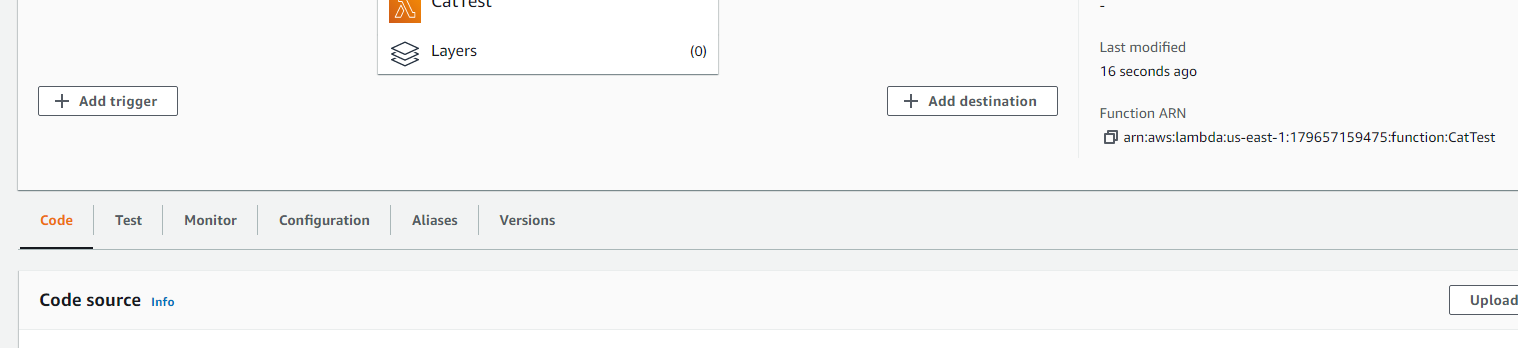 CatTest
Layers (0)
-
Last modified
16 seconds ago
Add trigger
Add destination
Function ARN
arn:aws:lambda:us-east-1:179657159475:function:CatTest
Code Test Monitor Configuration Aliases Versions
Code source Info
Upload